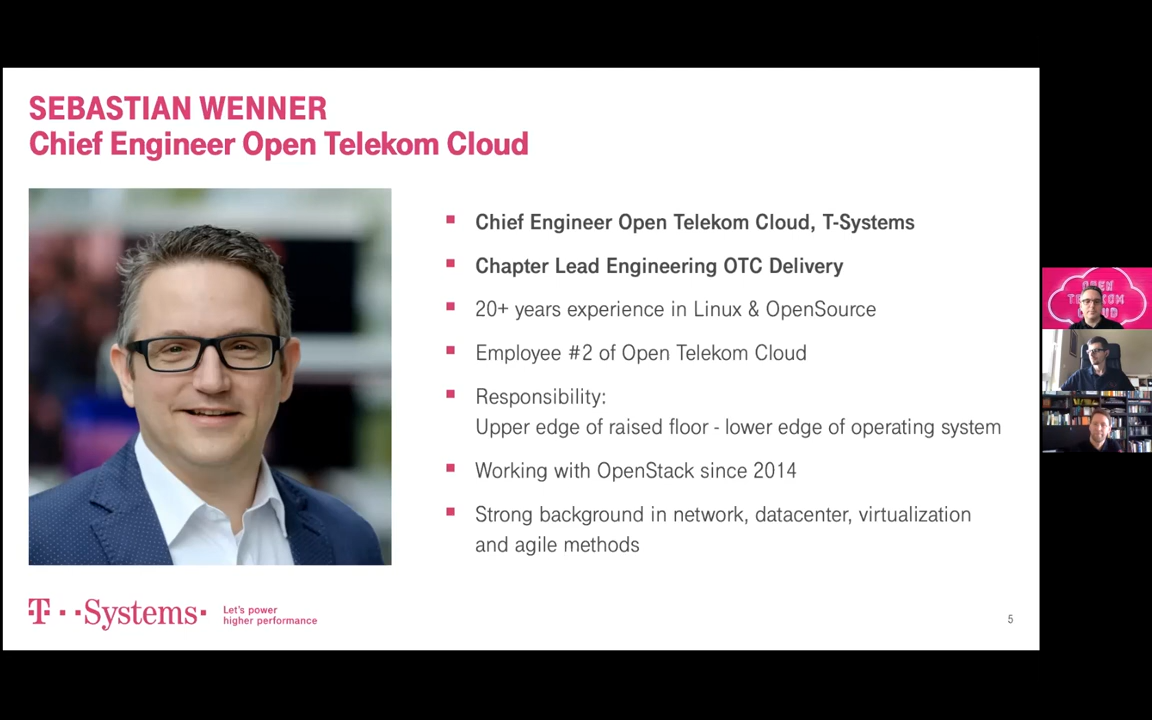 SEBASTIAN WENNER
Chief Engineer Open Telekom Cloud
Chief Engineer Open Telekom Cloud, T-Systems
Chapter Lead Engineering OTC Delivery
20+ years experience in Linux & OpenSource
Employee #2 of Open Telekom Cloud
Responsibility:
Upper edge of raised floor - lower edge of operating system
Working with OpenStack since 2014
Strong background in network, datacenter, virtualization
and agile methods
T · ·Systems·
Let's power
higher performance
5
OPEN
TELEKOM